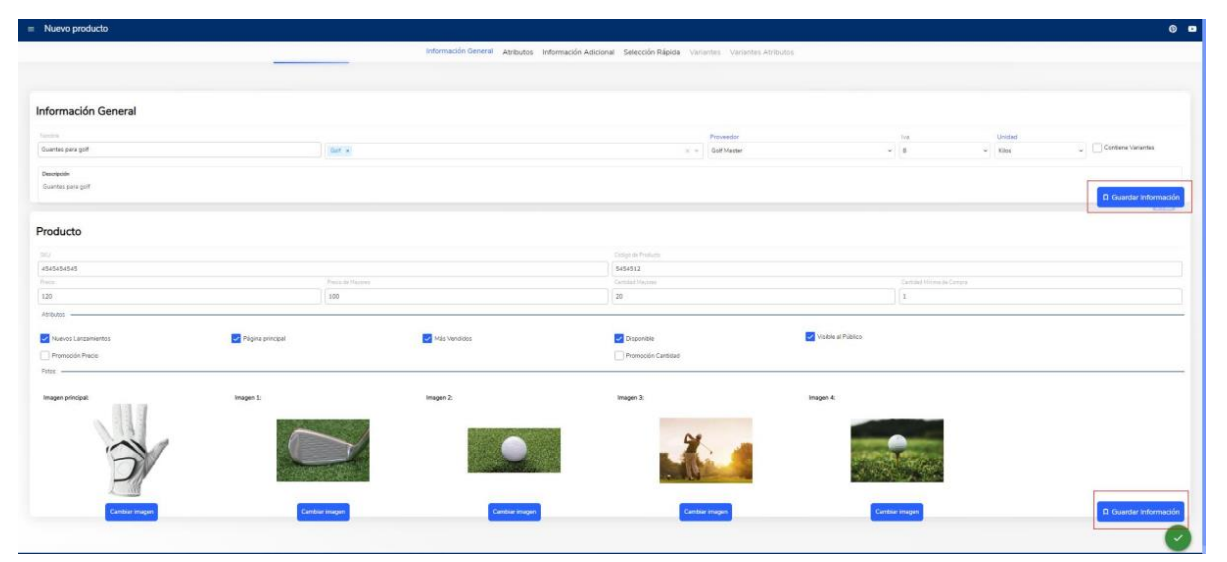 Nuevo producto
Información General Atributos Información Adicional Selección Rápida Variantes Variantes Atributos
Información General
Nombre Proveedor Iva Unidad
Guantes para golf Golf × Golf Master 8 Kilos Contiene Variantes
Descripción
Guantes para golf
Guardar Información
Producto
SKU Código de Producto
4545454545 5454512
Precio Precio de Mayoreo Cantidad Mayoreo Cantidad Mínima de Compra
120 100 20 1
Atributos
Nuevos Lanzamientos Página principal Más Vendidos Disponible Visible al Público
Promoción Precio Promoción Cantidad
Fotos
Imagen principal: Imagen 1: Imagen 2: Imagen 3: Imagen 4:
Cambiar imagen Cambiar imagen Cambiar imagen Cambiar imagen Cambiar imagen Guardar Información